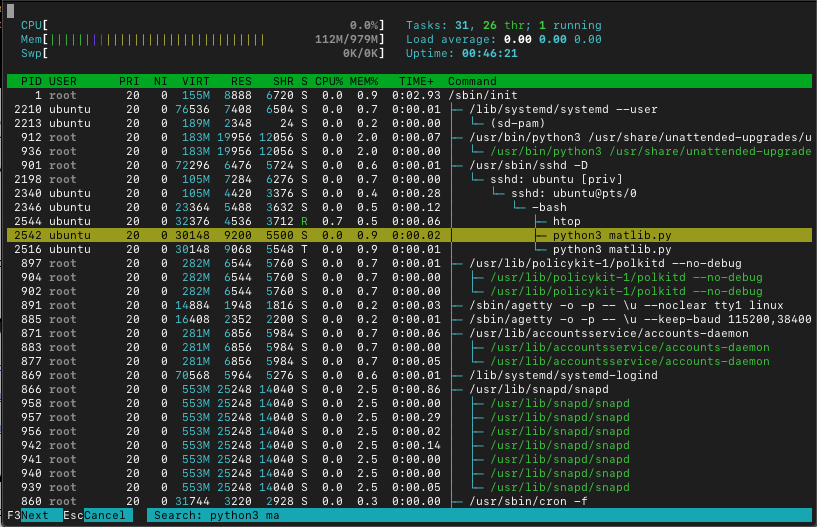 CPU[ 0.0%] Tasks: 31, 26 thr; 1 running
Mem[||||||||||||||||||||||||||||||| 112M/979M] Load average: 0.00 0.00 0.00
Swp[ 0K/0K] Uptime: 00:46:21
PID USER PRI NI VIRT RES SHR S CPU% MEM% TIME+ Command
1 root 20 0 155M 8888 6720 S 0.0 0.9 0:02.93 /sbin/init
2210 ubuntu 20 0 76536 7408 6504 S 0.0 0.7 0:00.01 ├─ /lib/systemd/systemd --user
2213 ubuntu 20 0 189M 2348 24 S 0.0 0.2 0:00.00 │ └─ (sd-pam)
912 root 20 0 183M 19956 12056 S 0.0 2.0 0:00.07 ├─ /usr/bin/python3 /usr/share/unattended-upgrades/u
936 root 20 0 183M 19956 12056 S 0.0 2.0 0:00.00 │ └─ /usr/bin/python3 /usr/share/unattended-upgrade
901 root 20 0 72296 6476 5724 S 0.0 0.6 0:00.01 ├─ /usr/sbin/sshd -D
2198 root 20 0 105M 7284 6276 S 0.0 0.7 0:00.01 │ └─ sshd: ubuntu [priv]
2340 ubuntu 20 0 105M 4420 3376 S 0.0 0.4 0:00.28 │ └─ sshd: ubuntu@pts/0
2346 ubuntu 20 0 23364 5488 3632 S 0.0 0.5 0:00.12 │ └─ -bash
2544 ubuntu 20 0 32376 4536 3712 R 0.7 0.5 0:00.06 │ ├─ htop
2542 ubuntu 20 0 30148 9200 5500 S 0.0 0.9 0:00.02 │ ├─ python3 matlib.py
2516 ubuntu 20 0 30148 9068 5548 T 0.0 0.9 0:00.01 │ └─ python3 matlib.py
897 root 20 0 282M 6544 5760 S 0.0 0.7 0:00.01 ├─ /usr/lib/policykit-1/polkitd --no-debug
904 root 20 0 282M 6544 5760 S 0.0 0.7 0:00.00 │ ├─ /usr/lib/policykit-1/polkitd --no-debug
902 root 20 0 282M 6544 5760 S 0.0 0.7 0:00.00 │ └─ /usr/lib/policykit-1/polkitd --no-debug
891 root 20 0 14884 1948 1816 S 0.0 0.2 0:00.03 ├─ /sbin/agetty -o -p -- \u --noclear tty1 linux
885 root 20 0 16408 2352 2200 S 0.0 0.2 0:00.01 ├─ /sbin/agetty -o -p -- \u --keep-baud 115200,38400
871 root 20 0 281M 6856 5984 S 0.0 0.7 0:00.06 ├─ /usr/lib/accountsservice/accounts-daemon
883 root 20 0 281M 6856 5984 S 0.0 0.7 0:00.00 │ ├─ /usr/lib/accountsservice/accounts-daemon
877 root 20 0 281M 6856 5984 S 0.0 0.7 0:00.05 │ └─ /usr/lib/accountsservice/accounts-daemon
869 root 20 0 70568 5964 5276 S 0.0 0.6 0:00.01 ├─ /lib/systemd/systemd-logind
866 root 20 0 553M 25248 14040 S 0.0 2.5 0:00.86 ├─ /usr/lib/snapd/snapd
958 root 20 0 553M 25248 14040 S 0.0 2.5 0:00.01 │ ├─ /usr/lib/snapd/snapd
957 root 20 0 553M 25248 14040 S 0.0 2.5 0:00.29 │ ├─ /usr/lib/snapd/snapd
956 root 20 0 553M 25248 14040 S 0.0 2.5 0:00.02 │ ├─ /usr/lib/snapd/snapd
942 root 20 0 553M 25248 14040 S 0.0 2.5 0:00.14 │ ├─ /usr/lib/snapd/snapd
941 root 20 0 553M 25248 14040 S 0.0 2.5 0:00.00 │ ├─ /usr/lib/snapd/snapd
940 root 20 0 553M 25248 14040 S 0.0 2.5 0:00.00 │ ├─ /usr/lib/snapd/snapd
939 root 20 0 553M 25248 14040 S 0.0 2.5 0:00.05 │ └─ /usr/lib/snapd/snapd
860 root 20 0 31744 3220 2928 S 0.0 0.3 0:00.00 ├─ /usr/sbin/cron -f
F3Next EscCancel Search: python3 ma